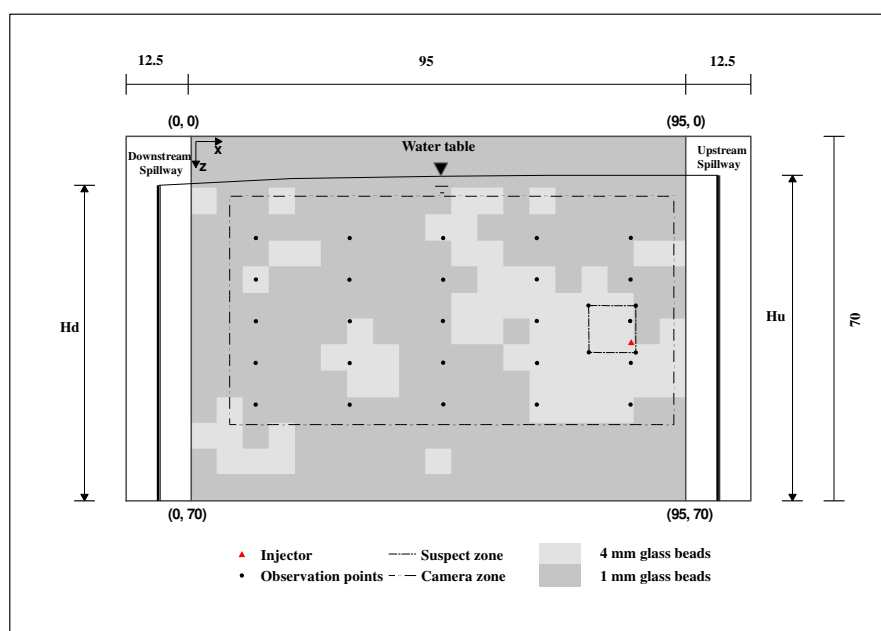 12.5 95 12.5
(0, 0) (95, 0)
x
z
Water table
Downstream
Spillway
Upstream
Spillway
Hd
Hu
70
(0, 70) (95, 70)
Injector
Suspect zone
4 mm glass beads
Observation points
Camera zone
1 mm glass beads